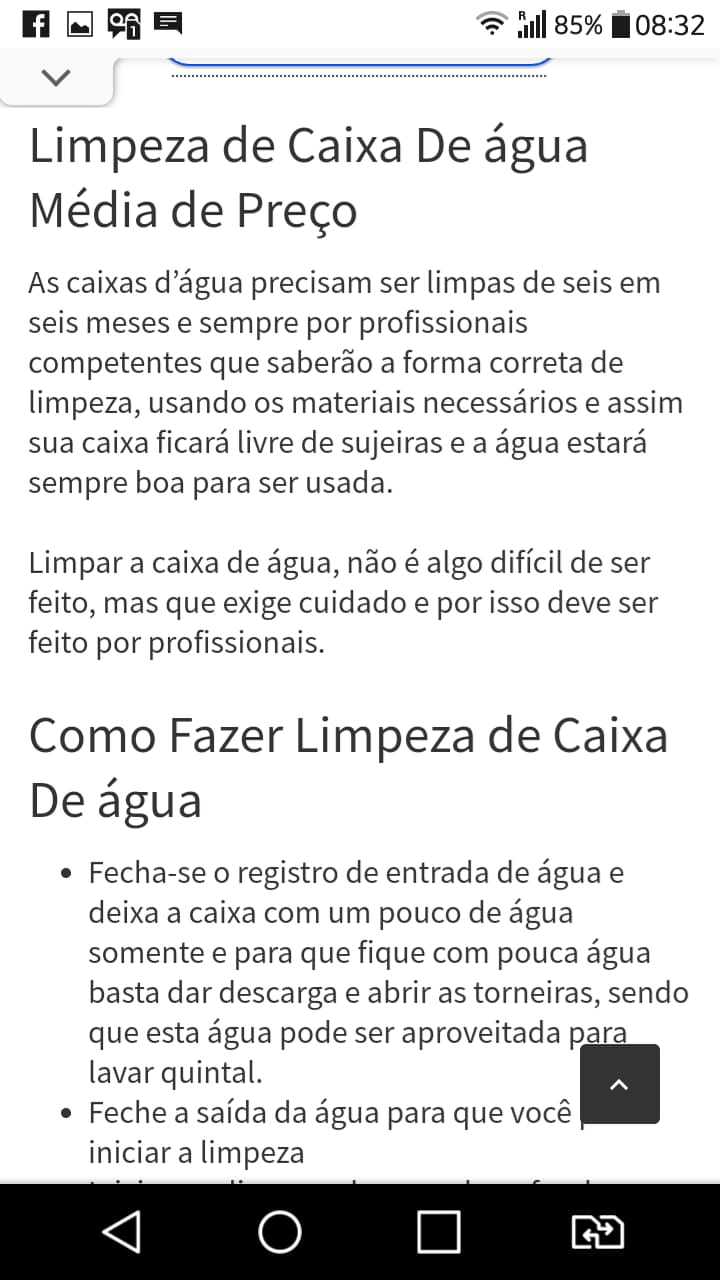 85% 08:32
Limpeza de Caixa De água
Média de Preço
As caixas d’água precisam ser limpas de seis em
seis meses e sempre por profissionais
competentes que saberão a forma correta de
limpeza, usando os materiais necessários e assim
sua caixa ficará livre de sujeiras e a água estará
sempre boa para ser usada.
Limpar a caixa de água, não é algo difícil de ser
feito, mas que exige cuidado e por isso deve ser
feito por profissionais.
Como Fazer Limpeza de Caixa
De água
• Fecha-se o registro de entrada de água e
deixa a caixa com um pouco de água
somente e para que fique com pouca água
basta dar descarga e abrir as torneiras, sendo
que esta água pode ser aproveitada para
lavar quintal.
• Feche a saída da água para que você
iniciar a limpeza